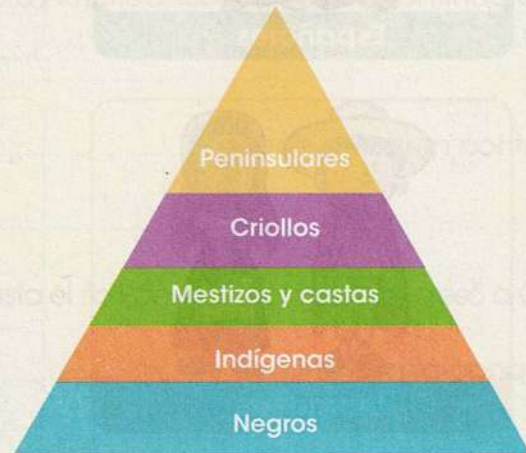 Peninsulares
Criollos
Mestizos y castas
Indígenas
Negros